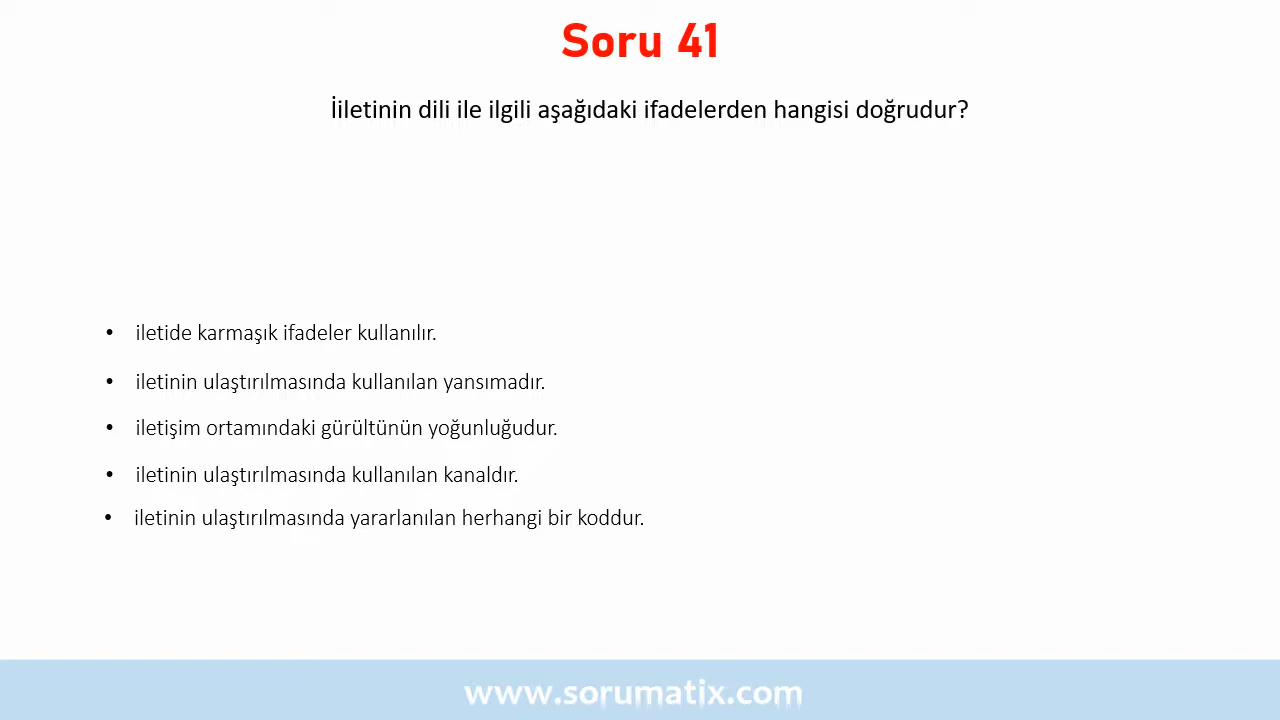 Soru 41
İiletinin dili ile ilgili aşağıdaki ifadelerden hangisi doğrudur?
• iletide karmaşık ifadeler kullanılır.
• iletinin ulaştırılmasında kullanılan yansımadır.
• iletişim ortamındaki gürültünün yoğunluğudur.
• iletinin ulaştırılmasında kullanılan kanaldır.
• iletinin ulaştırılmasında yararlanılan herhangi bir koddur.
www.sorumatix.com